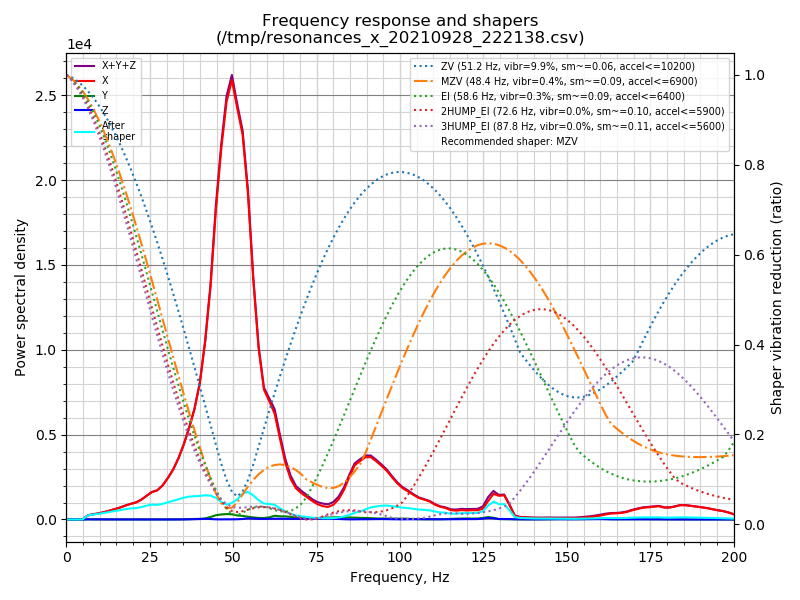 Frequency response and shapers
(/tmp/resonances_x_20210928_222138.csv)
1e4
X+Y+Z
X
Y
Z
After
shaper
ZV (51.2 Hz, vibr=9.9%, sm~=0.06, accel<=10200)
MZV (48.4 Hz, vibr=0.4%, sm~=0.09, accel<=6900)
EI (58.6 Hz, vibr=0.3%, sm~=0.09, accel<=6400)
2HUMP_EI (72.6 Hz, vibr=0.0%, sm~=0.10, accel<=5900)
3HUMP_EI (87.8 Hz, vibr=0.0%, sm~=0.11, accel<=5600)
Recommended shaper: MZV
Power spectral density
2.5
2.0
1.5
1.0
0.5
0.0
1.0
0.8
0.6
0.4
0.2
0.0
Shaper vibration reduction (ratio)
0 25 50 75 100 125 150 175 200
Frequency, Hz